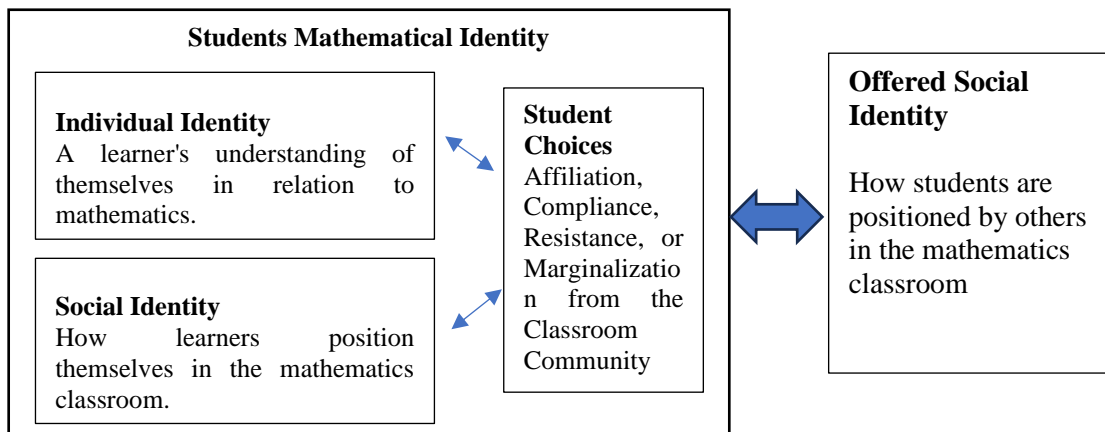 Students Mathematical Identity
Individual Identity
A learner's understanding of
themselves in relation to
mathematics.
Social Identity
How learners position
themselves in the mathematics
classroom.
Student
Choices
Affiliation,
Compliance,
Resistance, or
Marginalizatio
n from the
Classroom
Community
Offered Social
Identity
How students are
positioned by others
in the mathematics
classroom